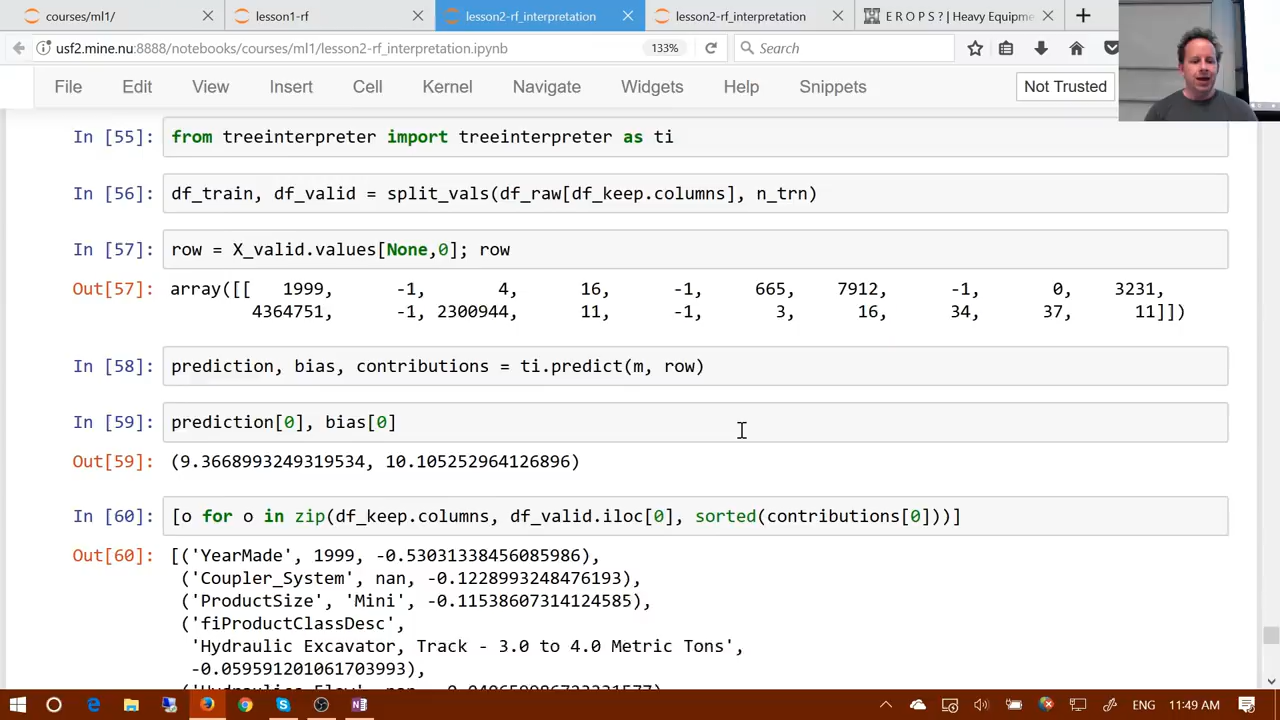 courses/ml1/
lesson1-rf
lesson2-rf_interpretation
lesson2-rf_interpretation
E R O P S ? | Heavy Equipme
usf2.mine.nu:8888/notebooks/courses/ml1/lesson2-rf_interpretation.ipynb
133%
Search
File Edit View Insert Cell Kernel Navigate Widgets Help Snippets
Not Trusted
In [55]: from treeinterpreter import treeinterpreter as ti
In [56]: df_train, df_valid = split_vals(df_raw[df_keep.columns], n_trn)
In [57]: row = X_valid.values[None,0]; row
Out[57]: array([[ 1999, -1, 4, 16, -1, 665, 7912, -1, 0, 3231,
4364751, -1, 2300944, 11, -1, 3, 16, 34, 37, 11]])
In [58]: prediction, bias, contributions = ti.predict(m, row)
In [59]: prediction[0], bias[0]
Out[59]: (9.3668993249319534, 10.105252964126896)
In [60]: [o for o in zip(df_keep.columns, df_valid.iloc[0], sorted(contributions[0]))]
Out[60]: [('YearMade', 1999, -0.53031338456085986),
('Coupler_System', nan, -0.1228993248476193),
('ProductSize', 'Mini', -0.11538607314124585),
('fiProductClassDesc',
'Hydraulic Excavator, Track - 3.0 to 4.0 Metric Tons',
-0.059591201061703993),
ENG
11:49 AM